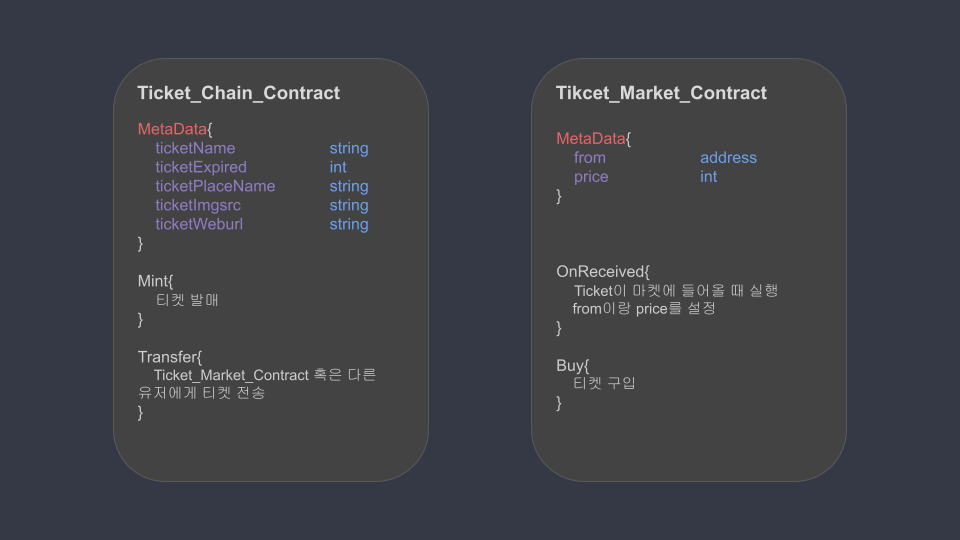 Ticket_Chain_Contract
MetaData{
ticketName string
ticketExpired int
ticketPlaceName string
ticketImgsrc string
ticketWeburl string
}
Mint{
티켓 발매
}
Transfer{
Ticket_Market_Contract 혹은 다른
유저에게 티켓 전송
}
Tikcet_Market_Contract
MetaData{
from address
price int
}
OnReceived{
Ticket이 마켓에 들어올 때 실행
from이랑 price를 설정
}
Buy{
티켓 구입
}